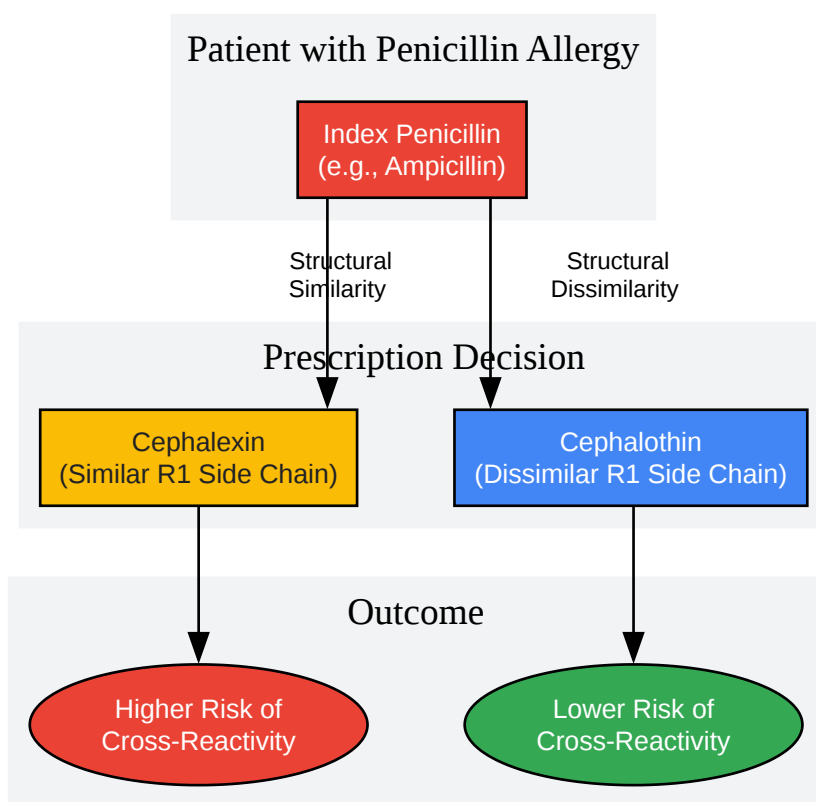 Patient with Penicillin Allergy
Index Penicillin
(e.g., Ampicillin)
Structural
Similarity
Structural
Dissimilarity
Prescription Decision
Cephalexin
(Similar R1 Side Chain)
Cephalothin
(Dissimilar R1 Side Chain)
Outcome
Higher Risk of
Cross-Reactivity
Lower Risk of
Cross-Reactivity